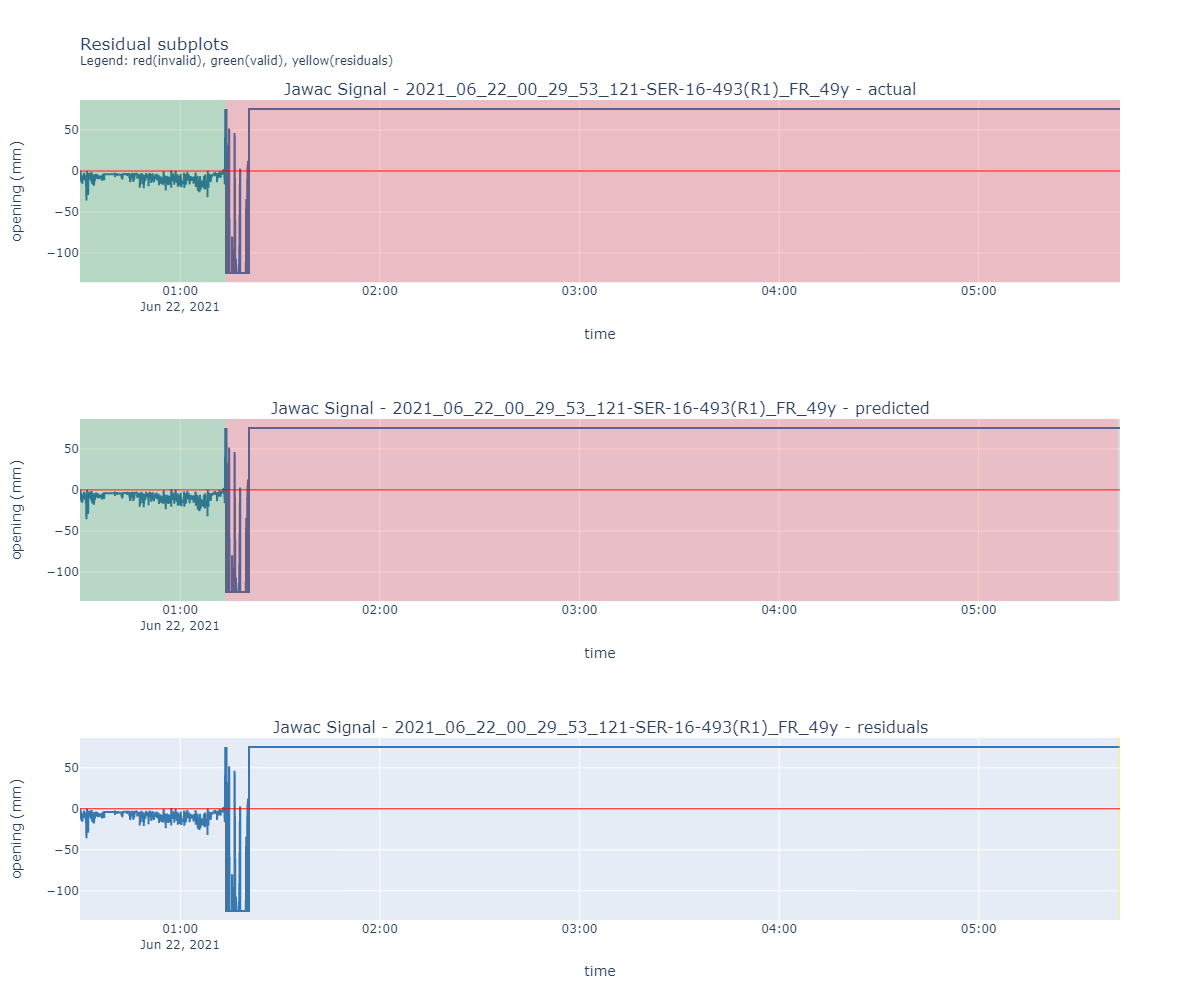 Residual subplots
Legend: red(invalid), green(valid), yellow(residuals)
Jawac Signal - 2021_06_22_00_29_53_121-SER-16-493(R1)_FR_49y - actual
opening (mm)
50
0
−50
−100
01:00 02:00 03:00 04:00 05:00
Jun 22, 2021
time
Jawac Signal - 2021_06_22_00_29_53_121-SER-16-493(R1)_FR_49y - predicted
opening (mm)
50
0
−50
−100
01:00 02:00 03:00 04:00 05:00
Jun 22, 2021
time
Jawac Signal - 2021_06_22_00_29_53_121-SER-16-493(R1)_FR_49y - residuals
opening (mm)
50
0
−50
−100
01:00 02:00 03:00 04:00 05:00
Jun 22, 2021
time